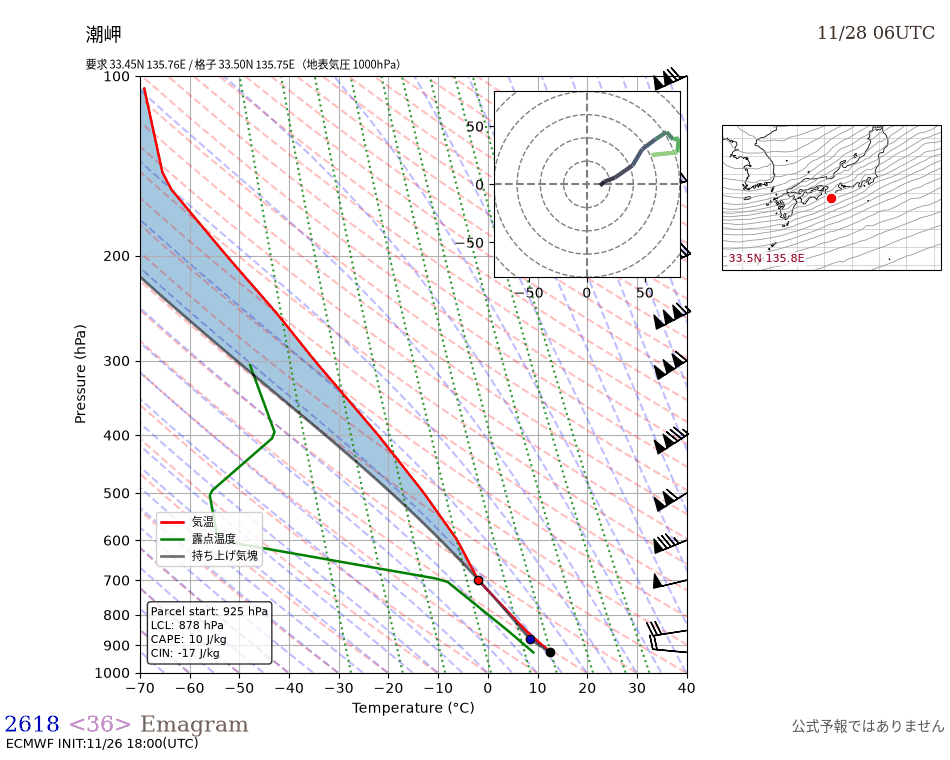 潮岬
11/28 06UTC
要求 33.45N 135.76E / 格子 33.50N 135.75E（地表気圧 1000hPa）
100
200
300
400
500
600
700
800
900
1000
Pressure (hPa)
50
0
−50
−50 0 50
33.5N 135.8E
気温
露点温度
持ち上げ気塊
Parcel start: 925 hPa
LCL: 878 hPa
CAPE: 10 J/kg
CIN: -17 J/kg
−70 −60 −50 −40 −30 −20 −10 0 10 20 30 40
Temperature (°C)
2618 <36> Emagram
公式予報ではありません
ECMWF INIT:11/26 18:00(UTC)